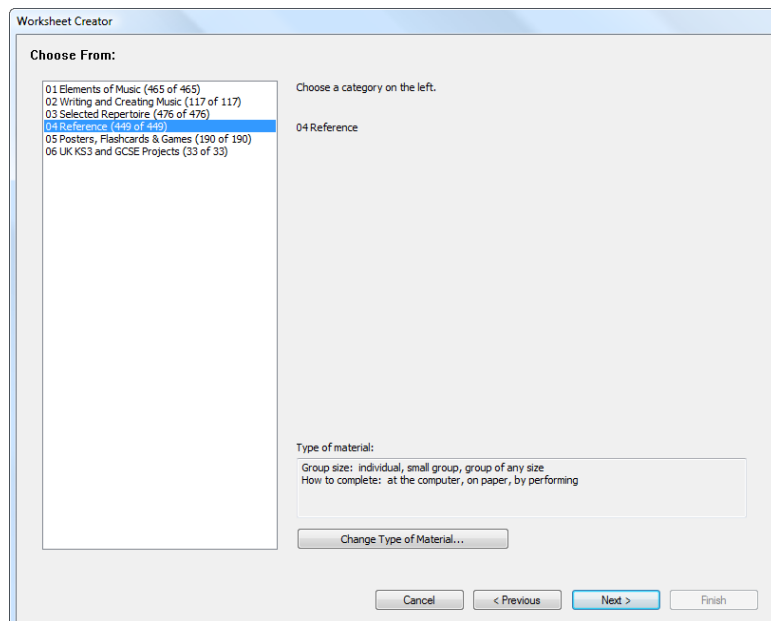 Worksheet Creator
Choose From:
01 Elements of Music (465 of 465)
02 Writing and Creating Music (117 of 117)
03 Selected Repertoire (476 of 476)
04 Reference (449 of 449)
05 Posters, Flashcards & Games (190 of 190)
06 UK KS3 and GCSE Projects (33 of 33)
Choose a category on the left.
04 Reference
Type of material:
Group size: individual, small group, group of any size
How to complete: at the computer, on paper, by performing
Change Type of Material...
Cancel
< Previous
Next >
Finish